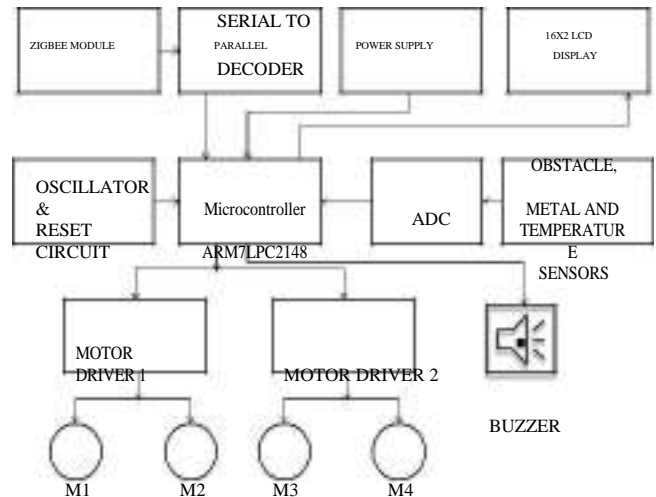 ZIGBEE MODULE
SERIAL TO
PARALLEL
DECODER
POWER SUPPLY
16X2 LCD
DISPLAY
OSCILLATOR
&
RESET
CIRCUIT
Microcontroller
ARM7LPC2148
ADC
OBSTACLE,
METAL AND
TEMPERATUR
E
SENSORS
MOTOR
DRIVER 1
MOTOR DRIVER 2
BUZZER
M1
M2
M3
M4